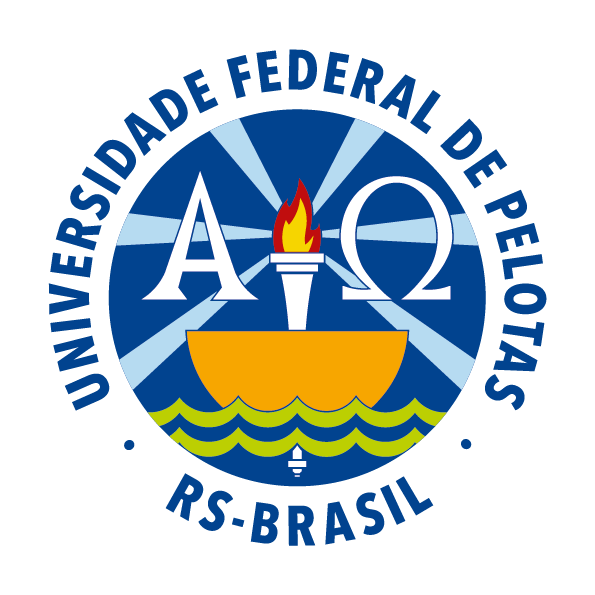 UNIVERSIDADE FEDERAL DE PELOTAS
Α Ω
RS-BRASIL